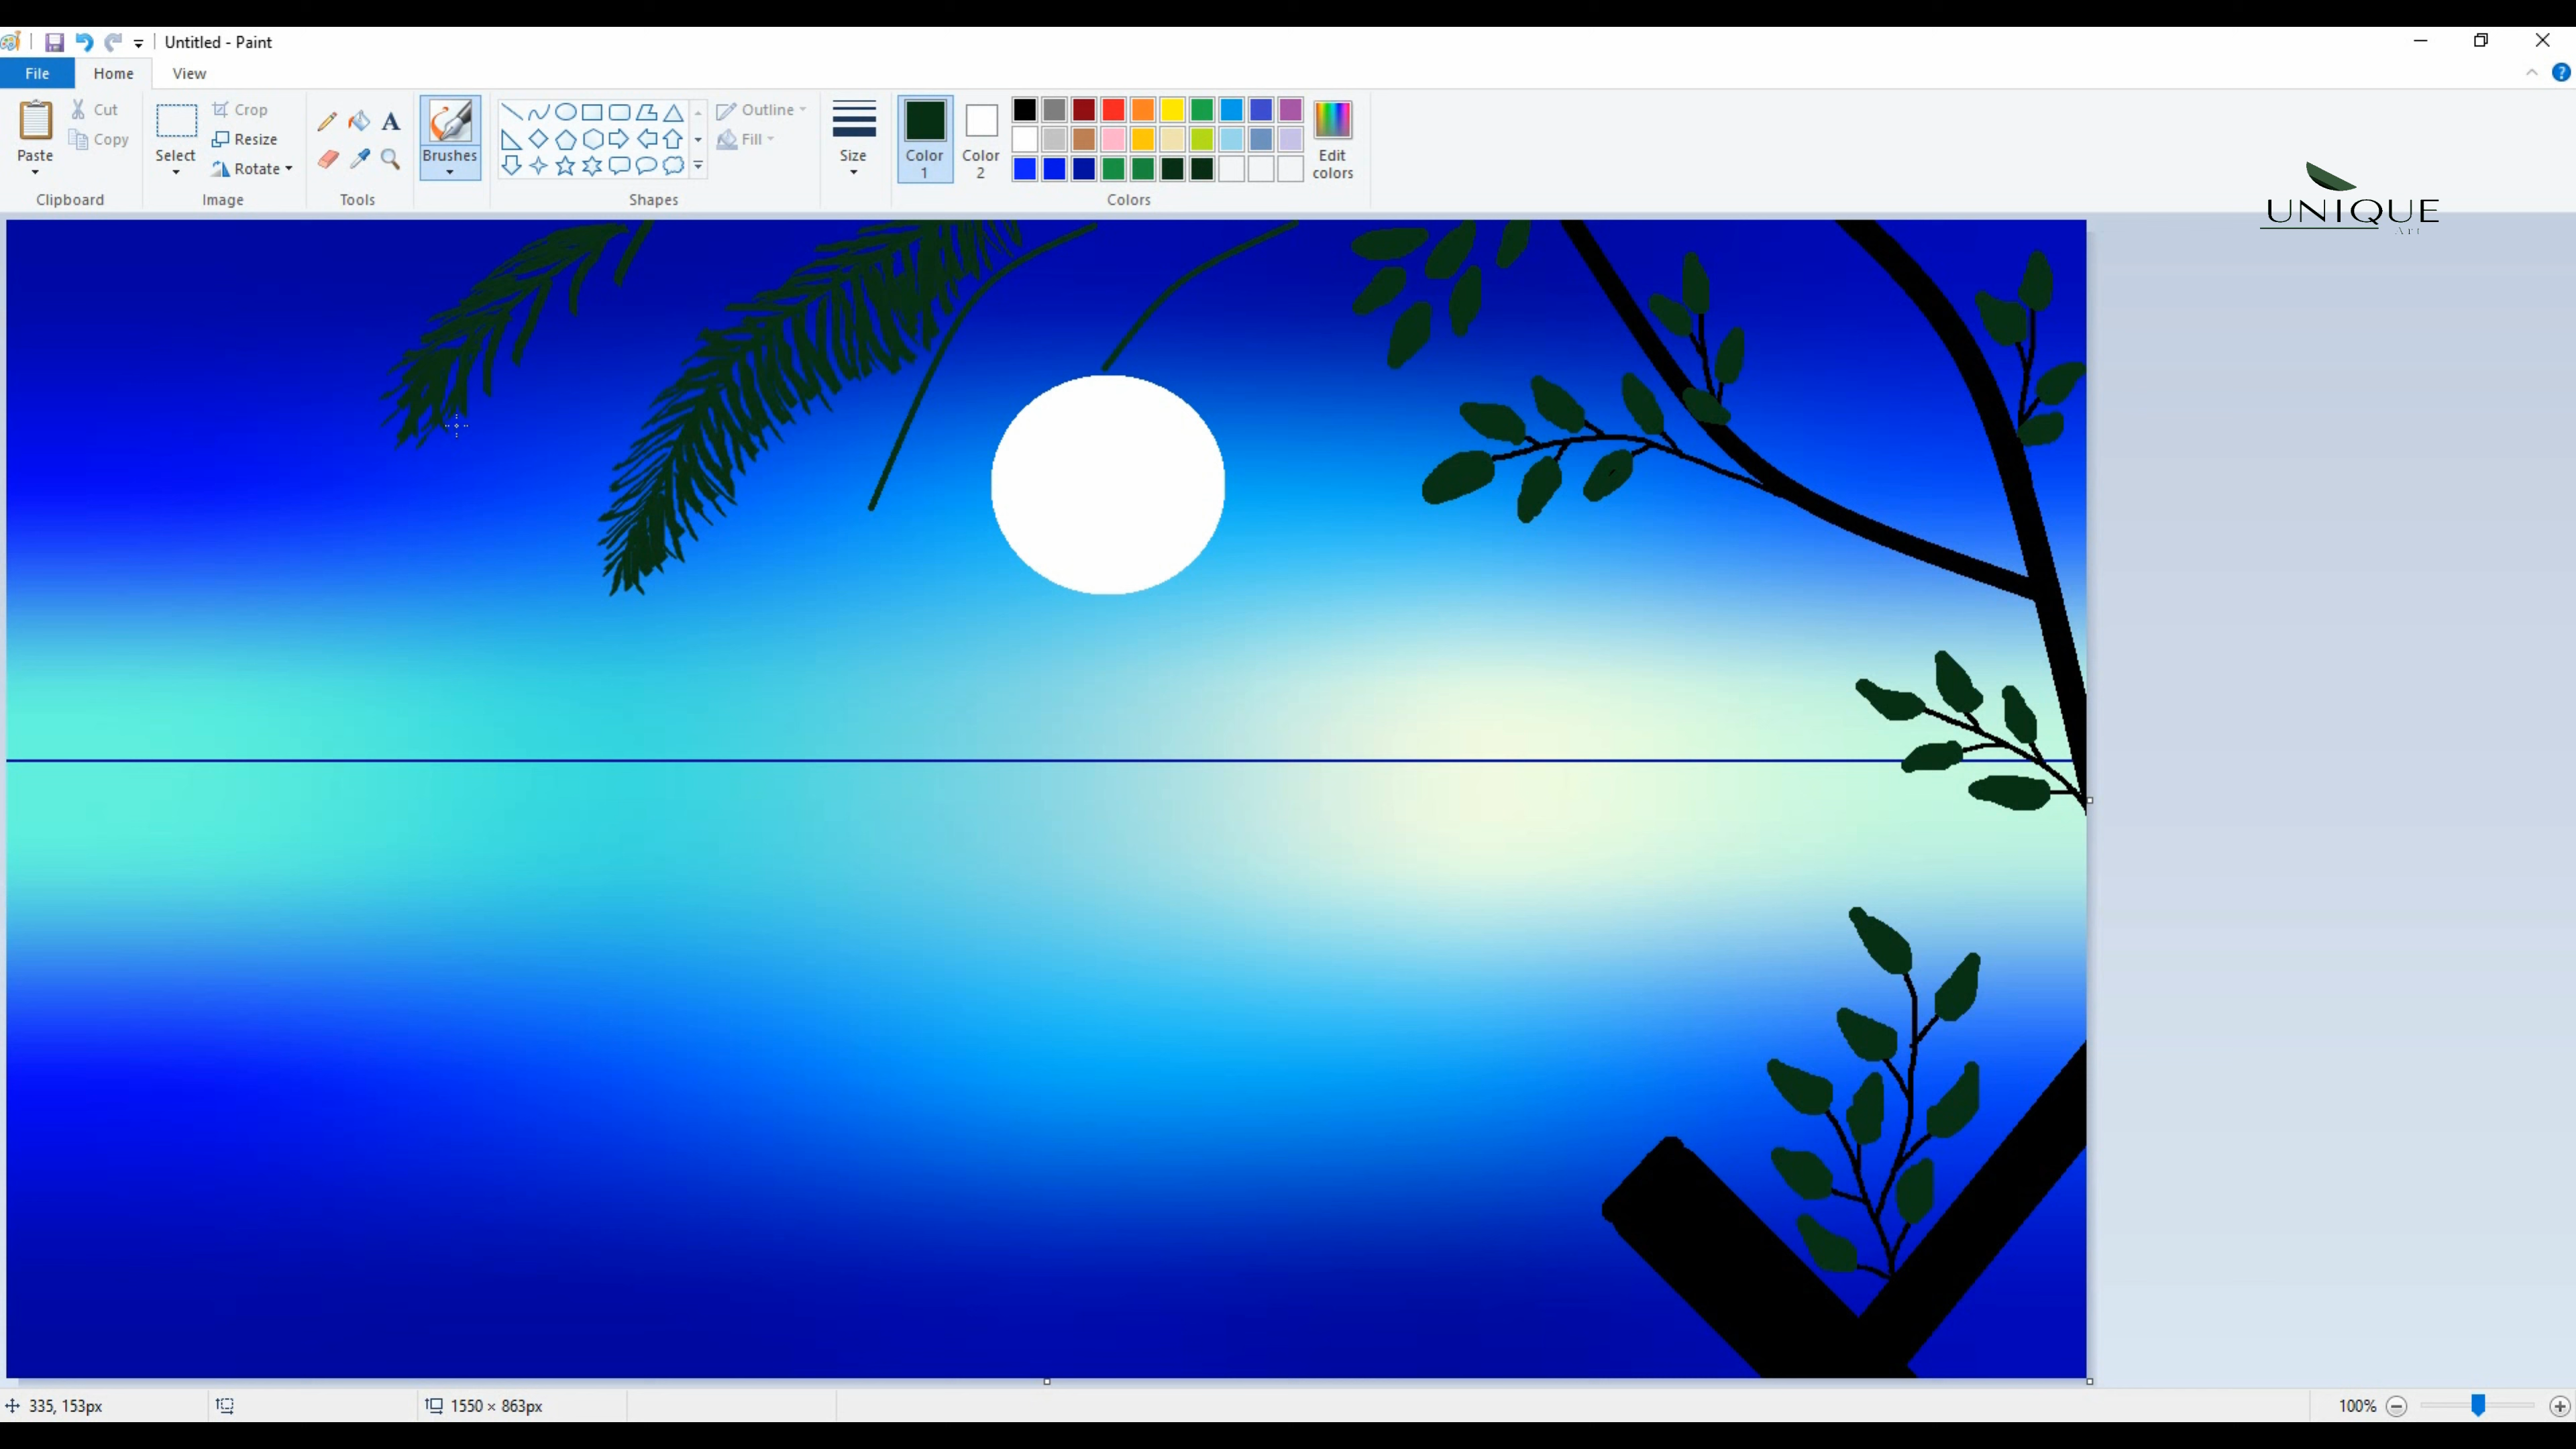 Untitled - Paint
File Home View
Paste
Cut
Copy
Clipboard
Select
Crop
Resize
Rotate
Image
Tools
Brushes
Shapes
Outline
Fill
Size
Color
1
Color
2
Colors
Edit
colors
UNIQUE
Art
335, 153px
1550 × 863px
100%